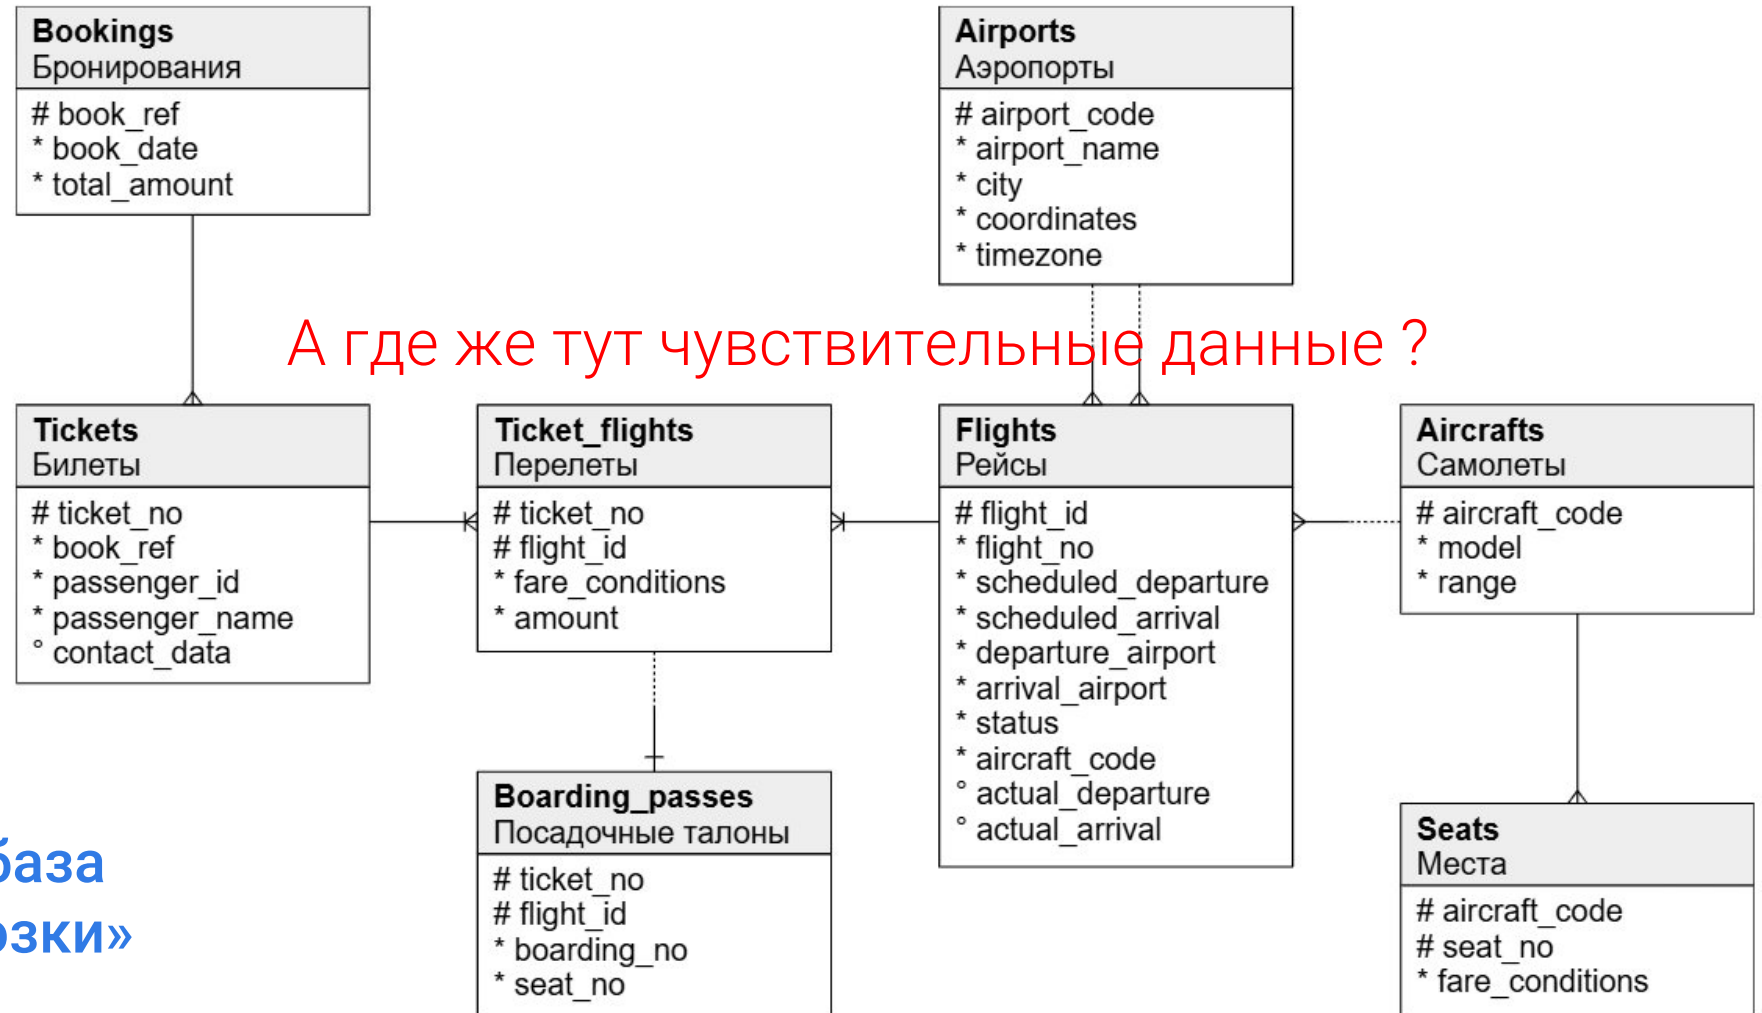 Bookings
Бронирования
# book_ref
* book_date
* total_amount
Airports
Аэропорты
# airport_code
* airport_name
* city
* coordinates
* timezone
А где же тут чувствительные данные ?
Tickets
Билеты
# ticket_no
* book_ref
* passenger_id
* passenger_name
° contact_data
Ticket_flights
Перелеты
# ticket_no
# flight_id
* fare_conditions
* amount
Flights
Рейсы
# flight_id
* flight_no
* scheduled_departure
* scheduled_arrival
* departure_airport
* arrival_airport
* status
* aircraft_code
° actual_departure
° actual_arrival
Aircrafts
Самолеты
# aircraft_code
* model
* range
Boarding_passes
Посадочные талоны
# ticket_no
# flight_id
* boarding_no
* seat_no
Seats
Места
# aircraft_code
# seat_no
* fare_conditions
база
озки»